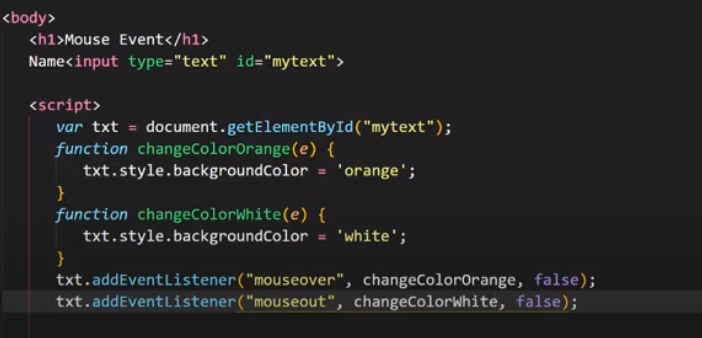 <body>
<h1>Mouse Event</h1>
Name<input type="text" id="mytext">
<script>
var txt = document.getElementById("mytext");
function changeColorOrange(e) {
txt.style.backgroundColor = 'orange';
}
function changeColorWhite(e) {
txt.style.backgroundColor = 'white';
}
txt.addEventListener("mouseover", changeColorOrange, false);
txt.addEventListener("mouseout", changeColorWhite, false);